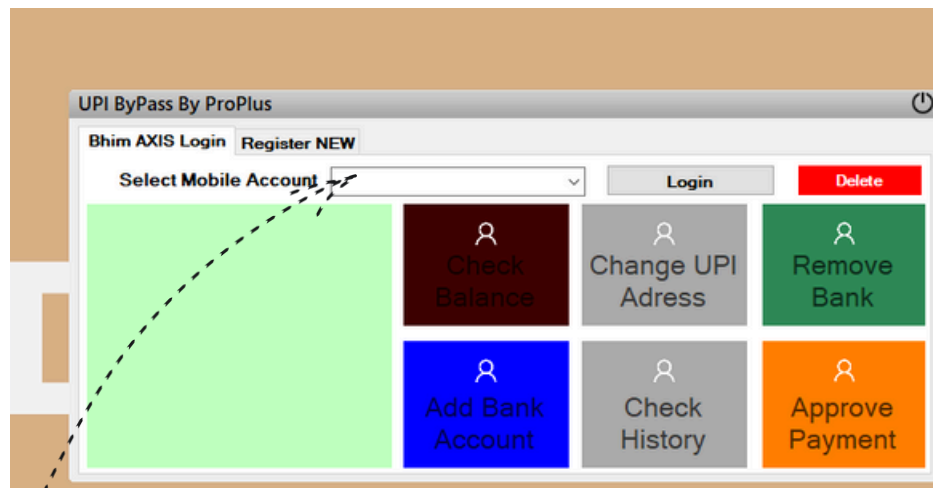 UPI ByPass By ProPlus
Bhim AXIS Login Register NEW
Select Mobile Account Login Delete
Check
Balance
Change UPI
Adress
Remove
Bank
Add Bank
Account
Check
History
Approve
Payment